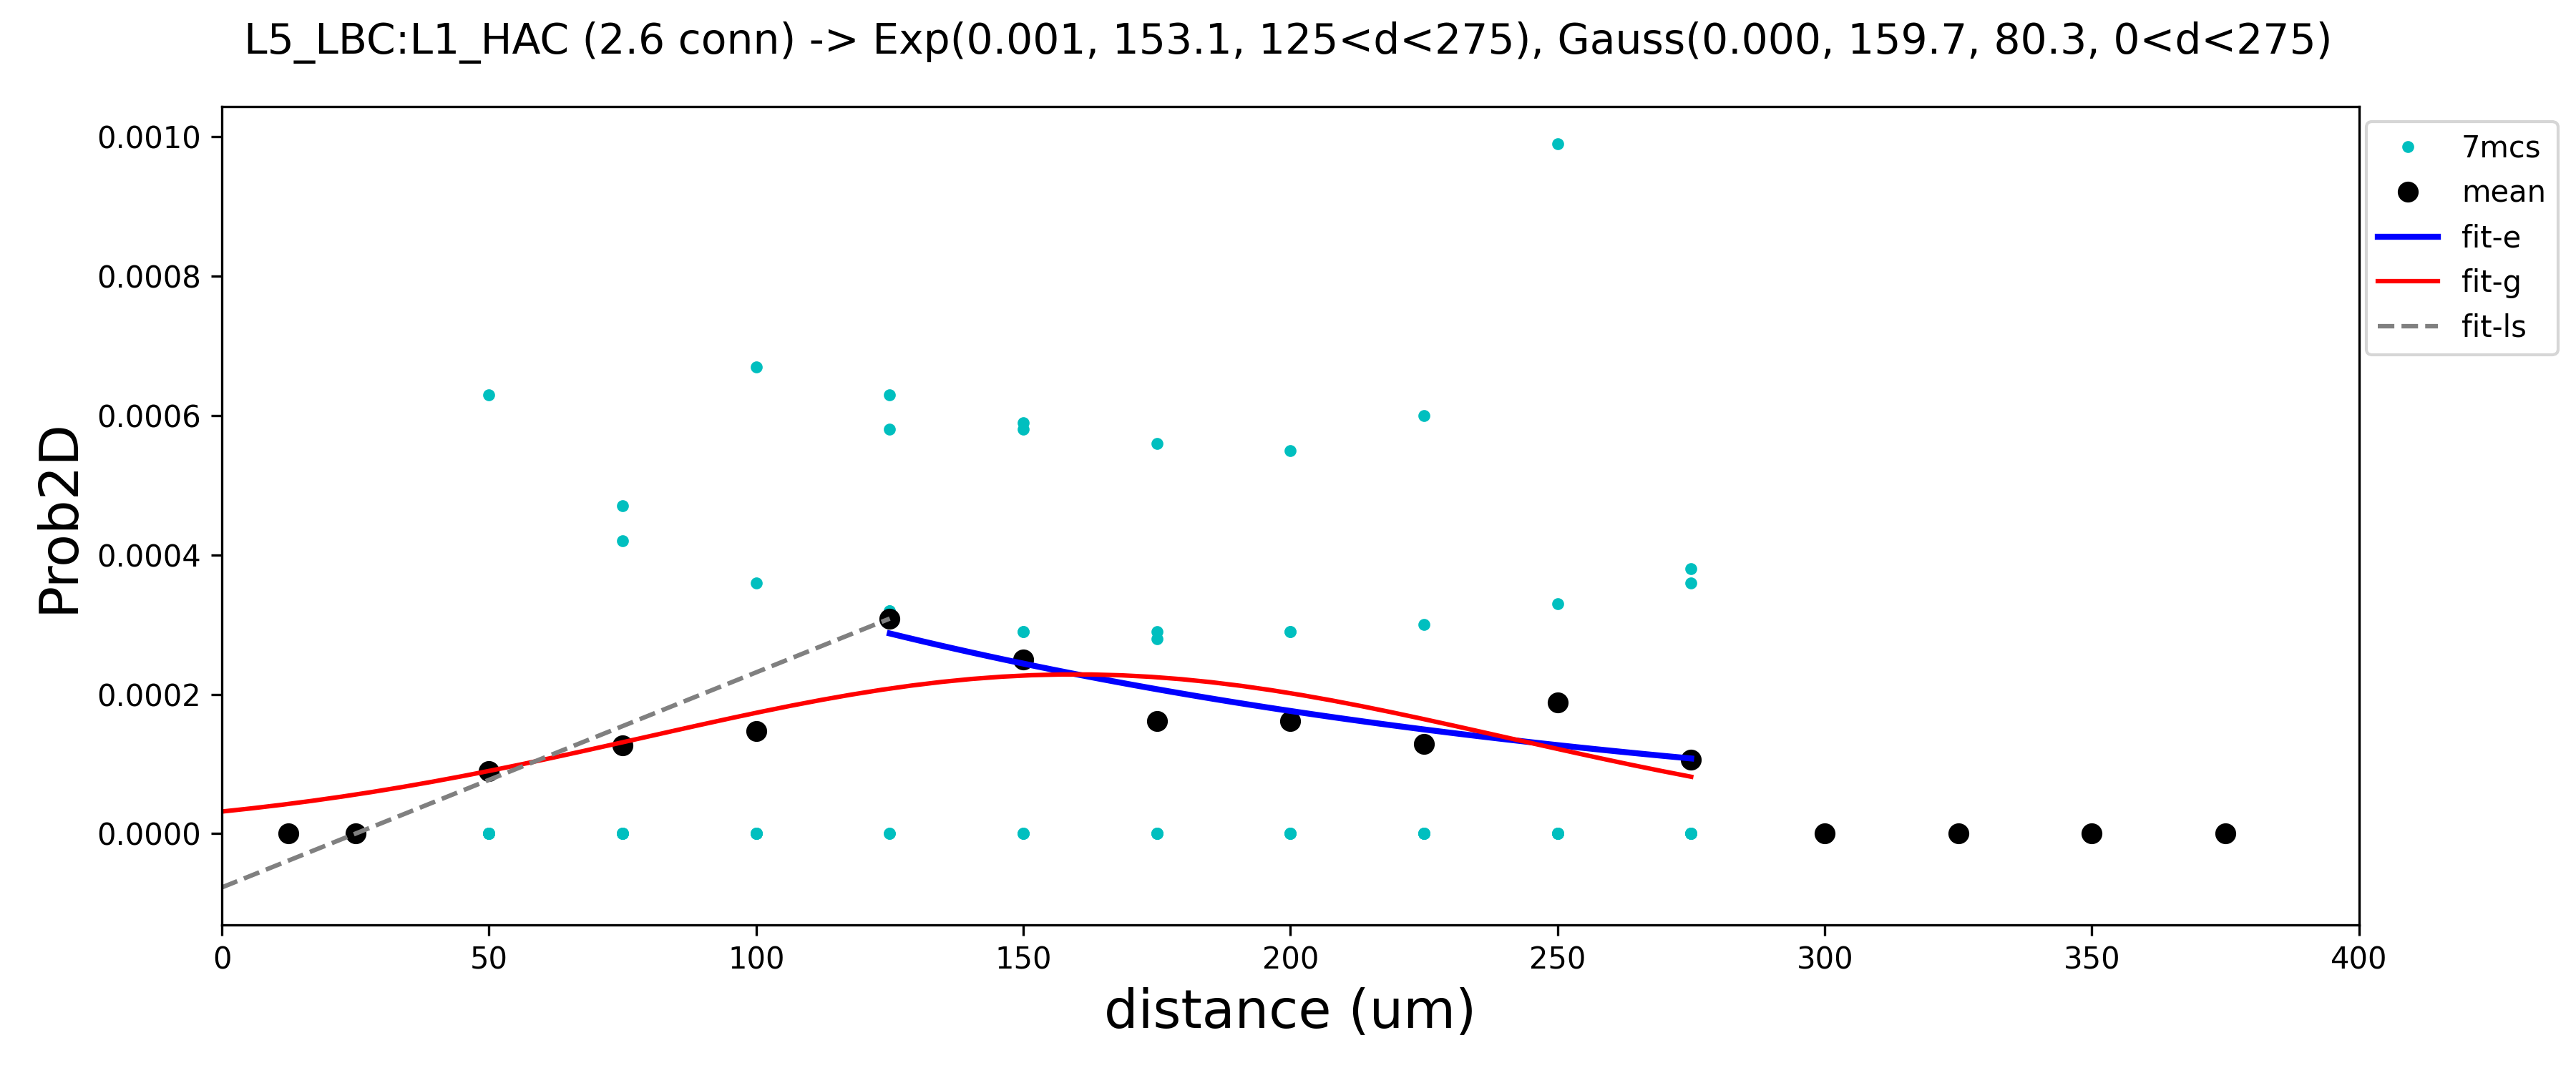 L5_LBC:L1_HAC (2.6 conn) -> Exp(0.001, 153.1, 125<d<275), Gauss(0.000, 159.7, 80.3, 0<d<275)
0.0010
0.0008
0.0006
0.0004
0.0002
0.0000
Prob2D
0 50 100 150 200 250 300 350 400
distance (um)
7mcs
mean
fit-e
fit-g
fit-ls